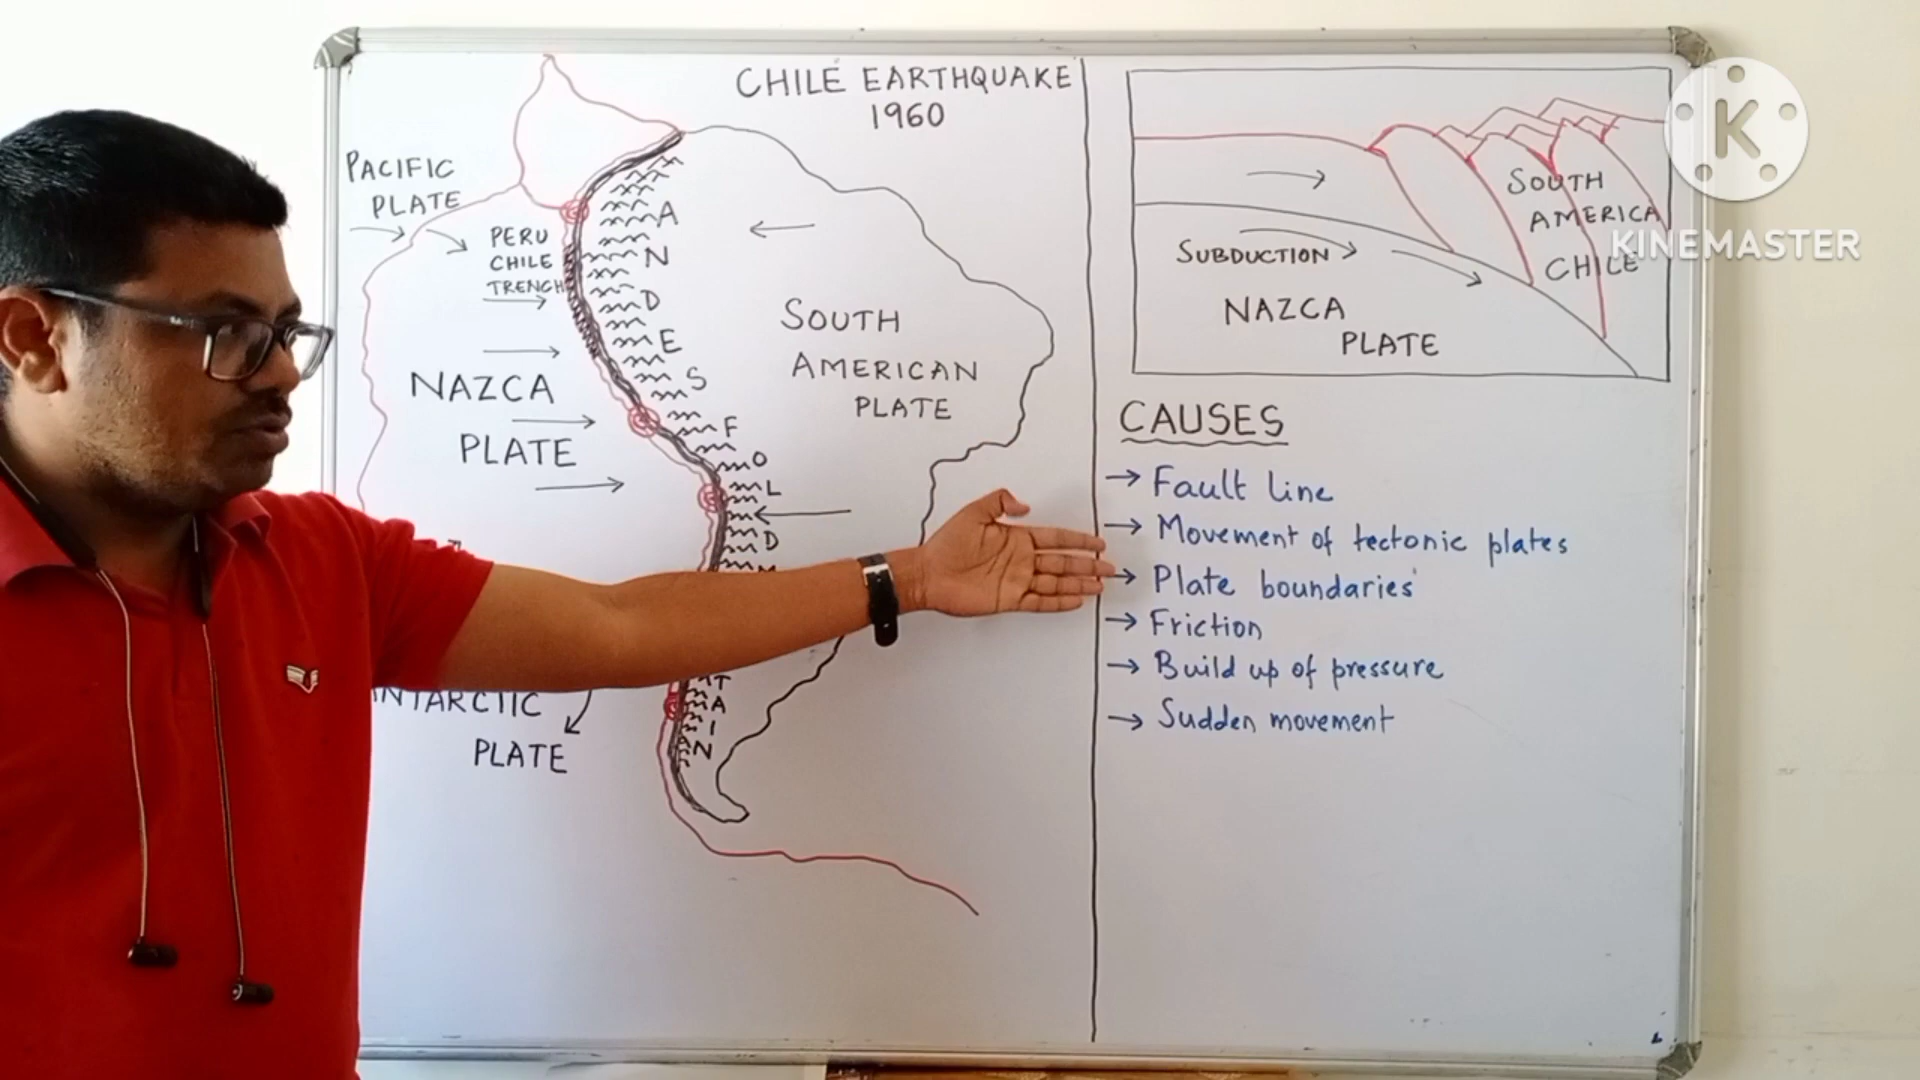 CHILE EARTHQUAKE
1960
PACIFIC
PLATE
PERU
CHILE
TRENCH
NAZCA
PLATE
SOUTH
AMERICAN
PLATE
A
N
D
E
S
F
O
L
D
T
A
I
N
ANTARCTIC
PLATE
SOUTH
AMERICA
CHILE
SUBDUCTION
NAZCA
PLATE
K
KINEMASTER
CAUSES
→ Fault line
→ Movement of tectonic plates
→ Plate boundaries
→ Friction
→ Build up of pressure
→ Sudden movement